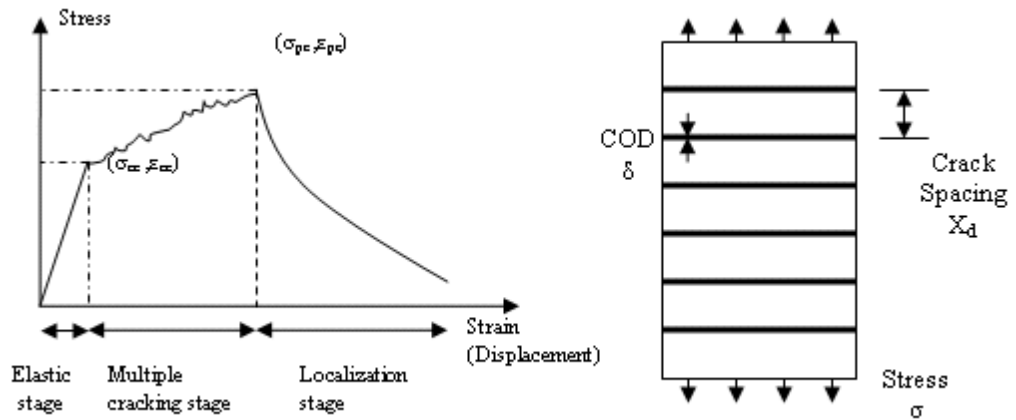 Stress
(σpc,εpc)
(σcc,εcc)
Strain
(Displacement)
Elastic
stage
Multiple
cracking stage
Localization
stage
COD
δ
Crack
Spacing
Xd
Stress
σ